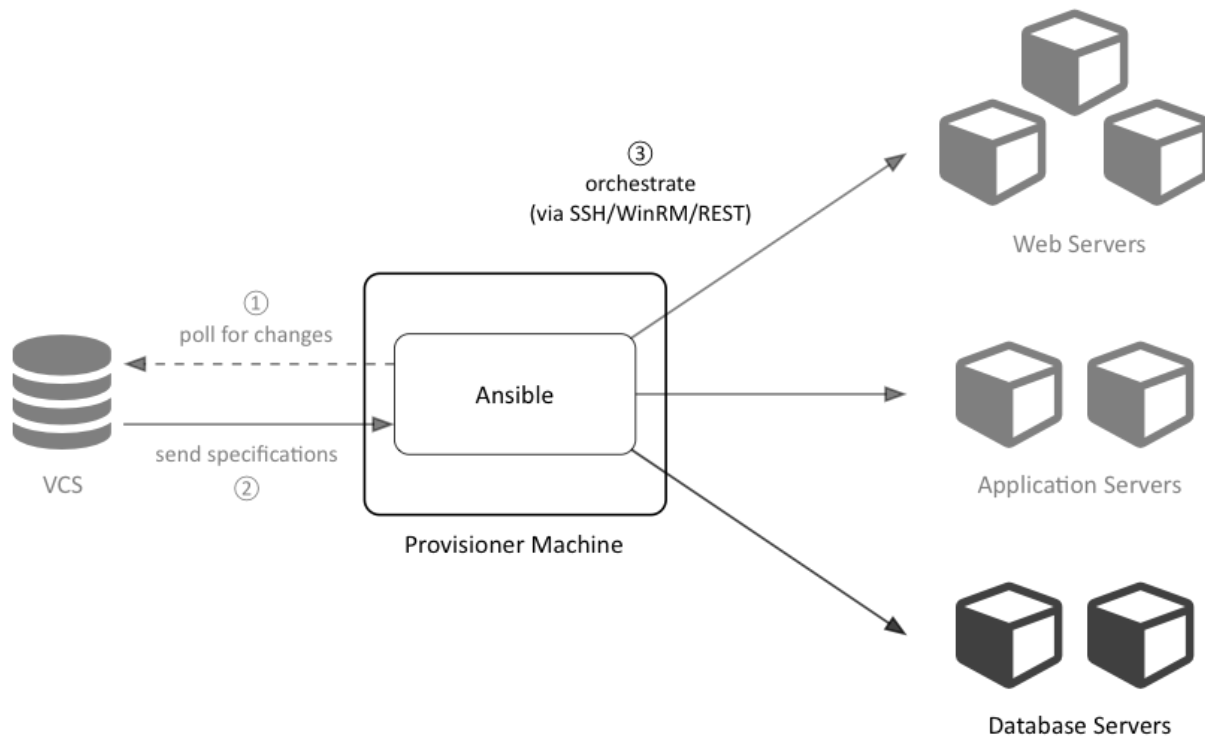 ③
orchestrate
(via SSH/WinRM/REST)
Web Servers
①
poll for changes
Ansible
send specifications
②
VCS
Application Servers
Provisioner Machine
Database Servers